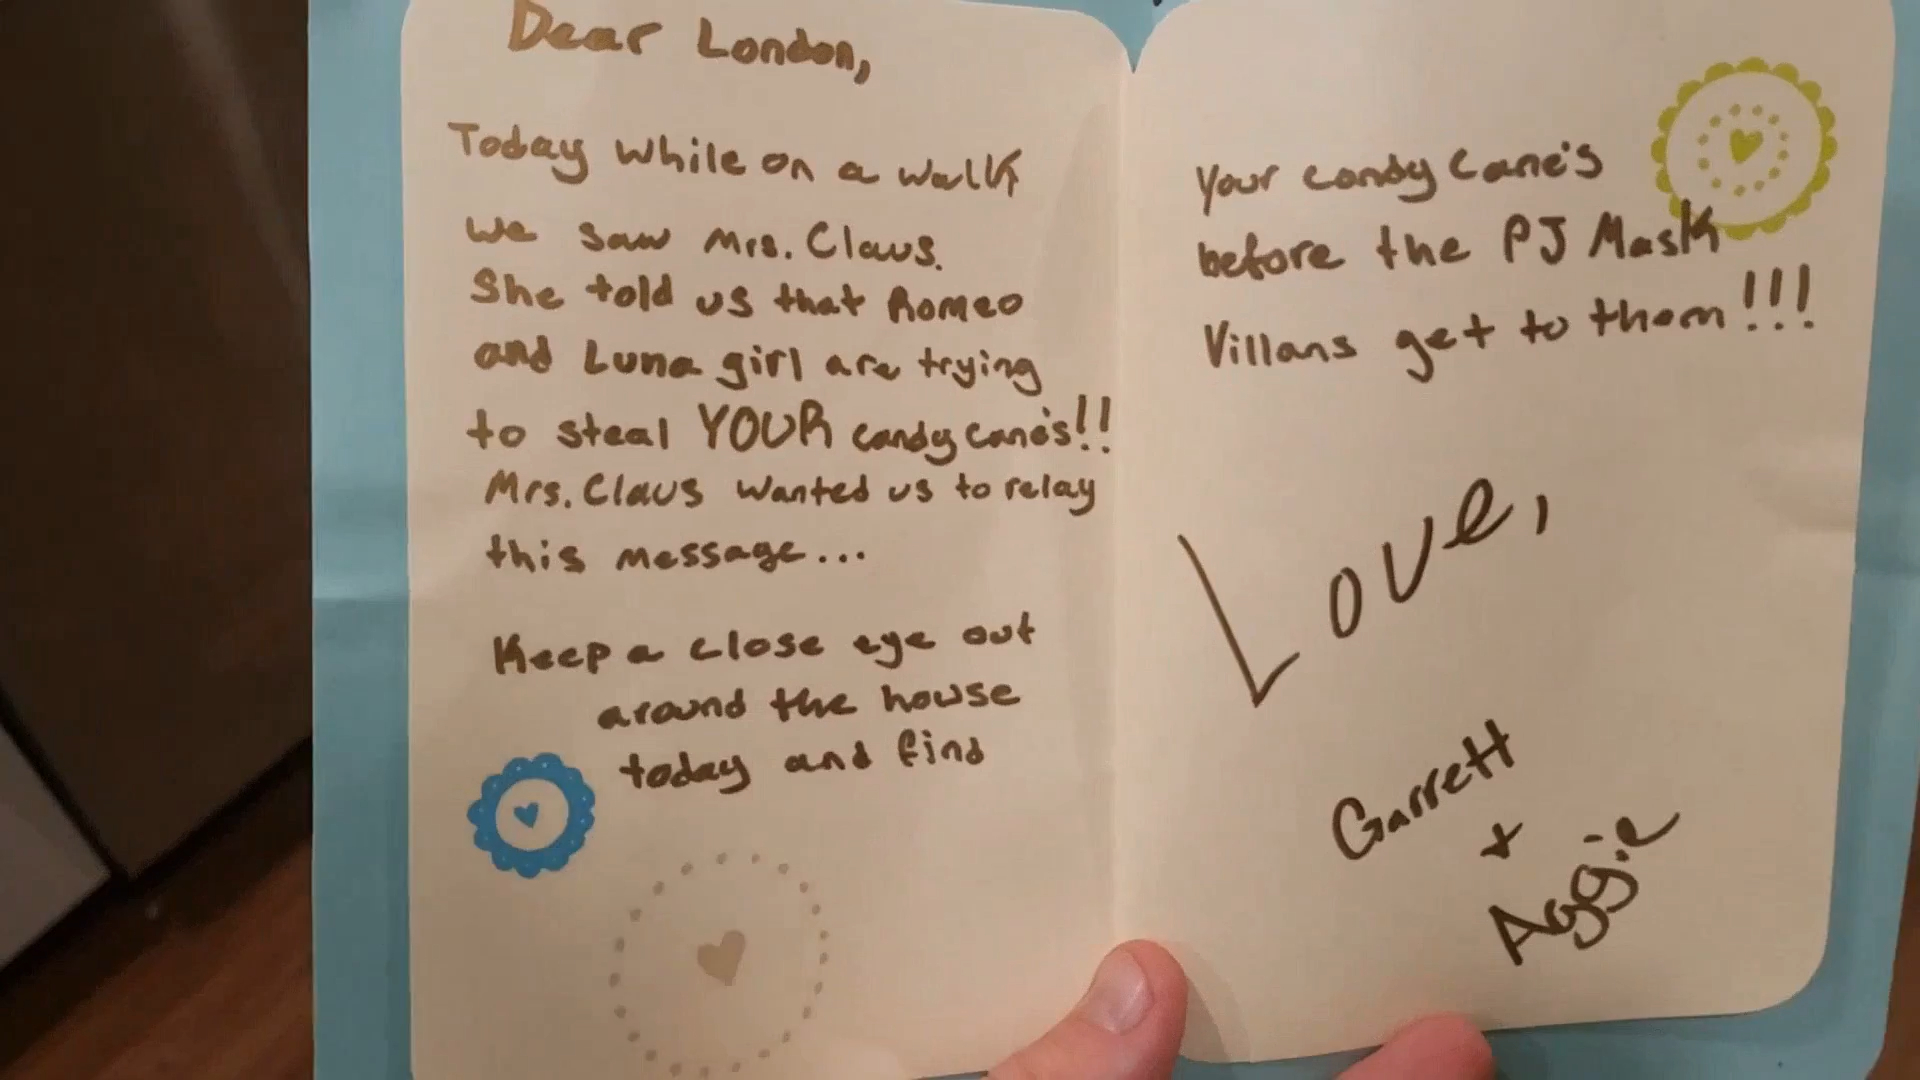 Dear London,
Today while on a walk
we saw Mrs. Claus.
She told us that Romeo
and Luna girl are trying
to steal YOUR candy cane's!!
Mrs. Claus wanted us to relay
this message...
Keep a close eye out
around the house
today and find
Your candy cane's
before the PJ Mask
Villans get to them!!!
Love,
Garrett
+
Aggie